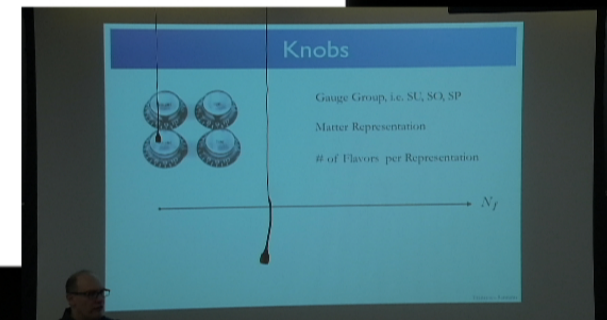 Knobs
Gauge Group, i.e. SU, SO, SP
Matter Representation
# of Flavors per Representation
N_f